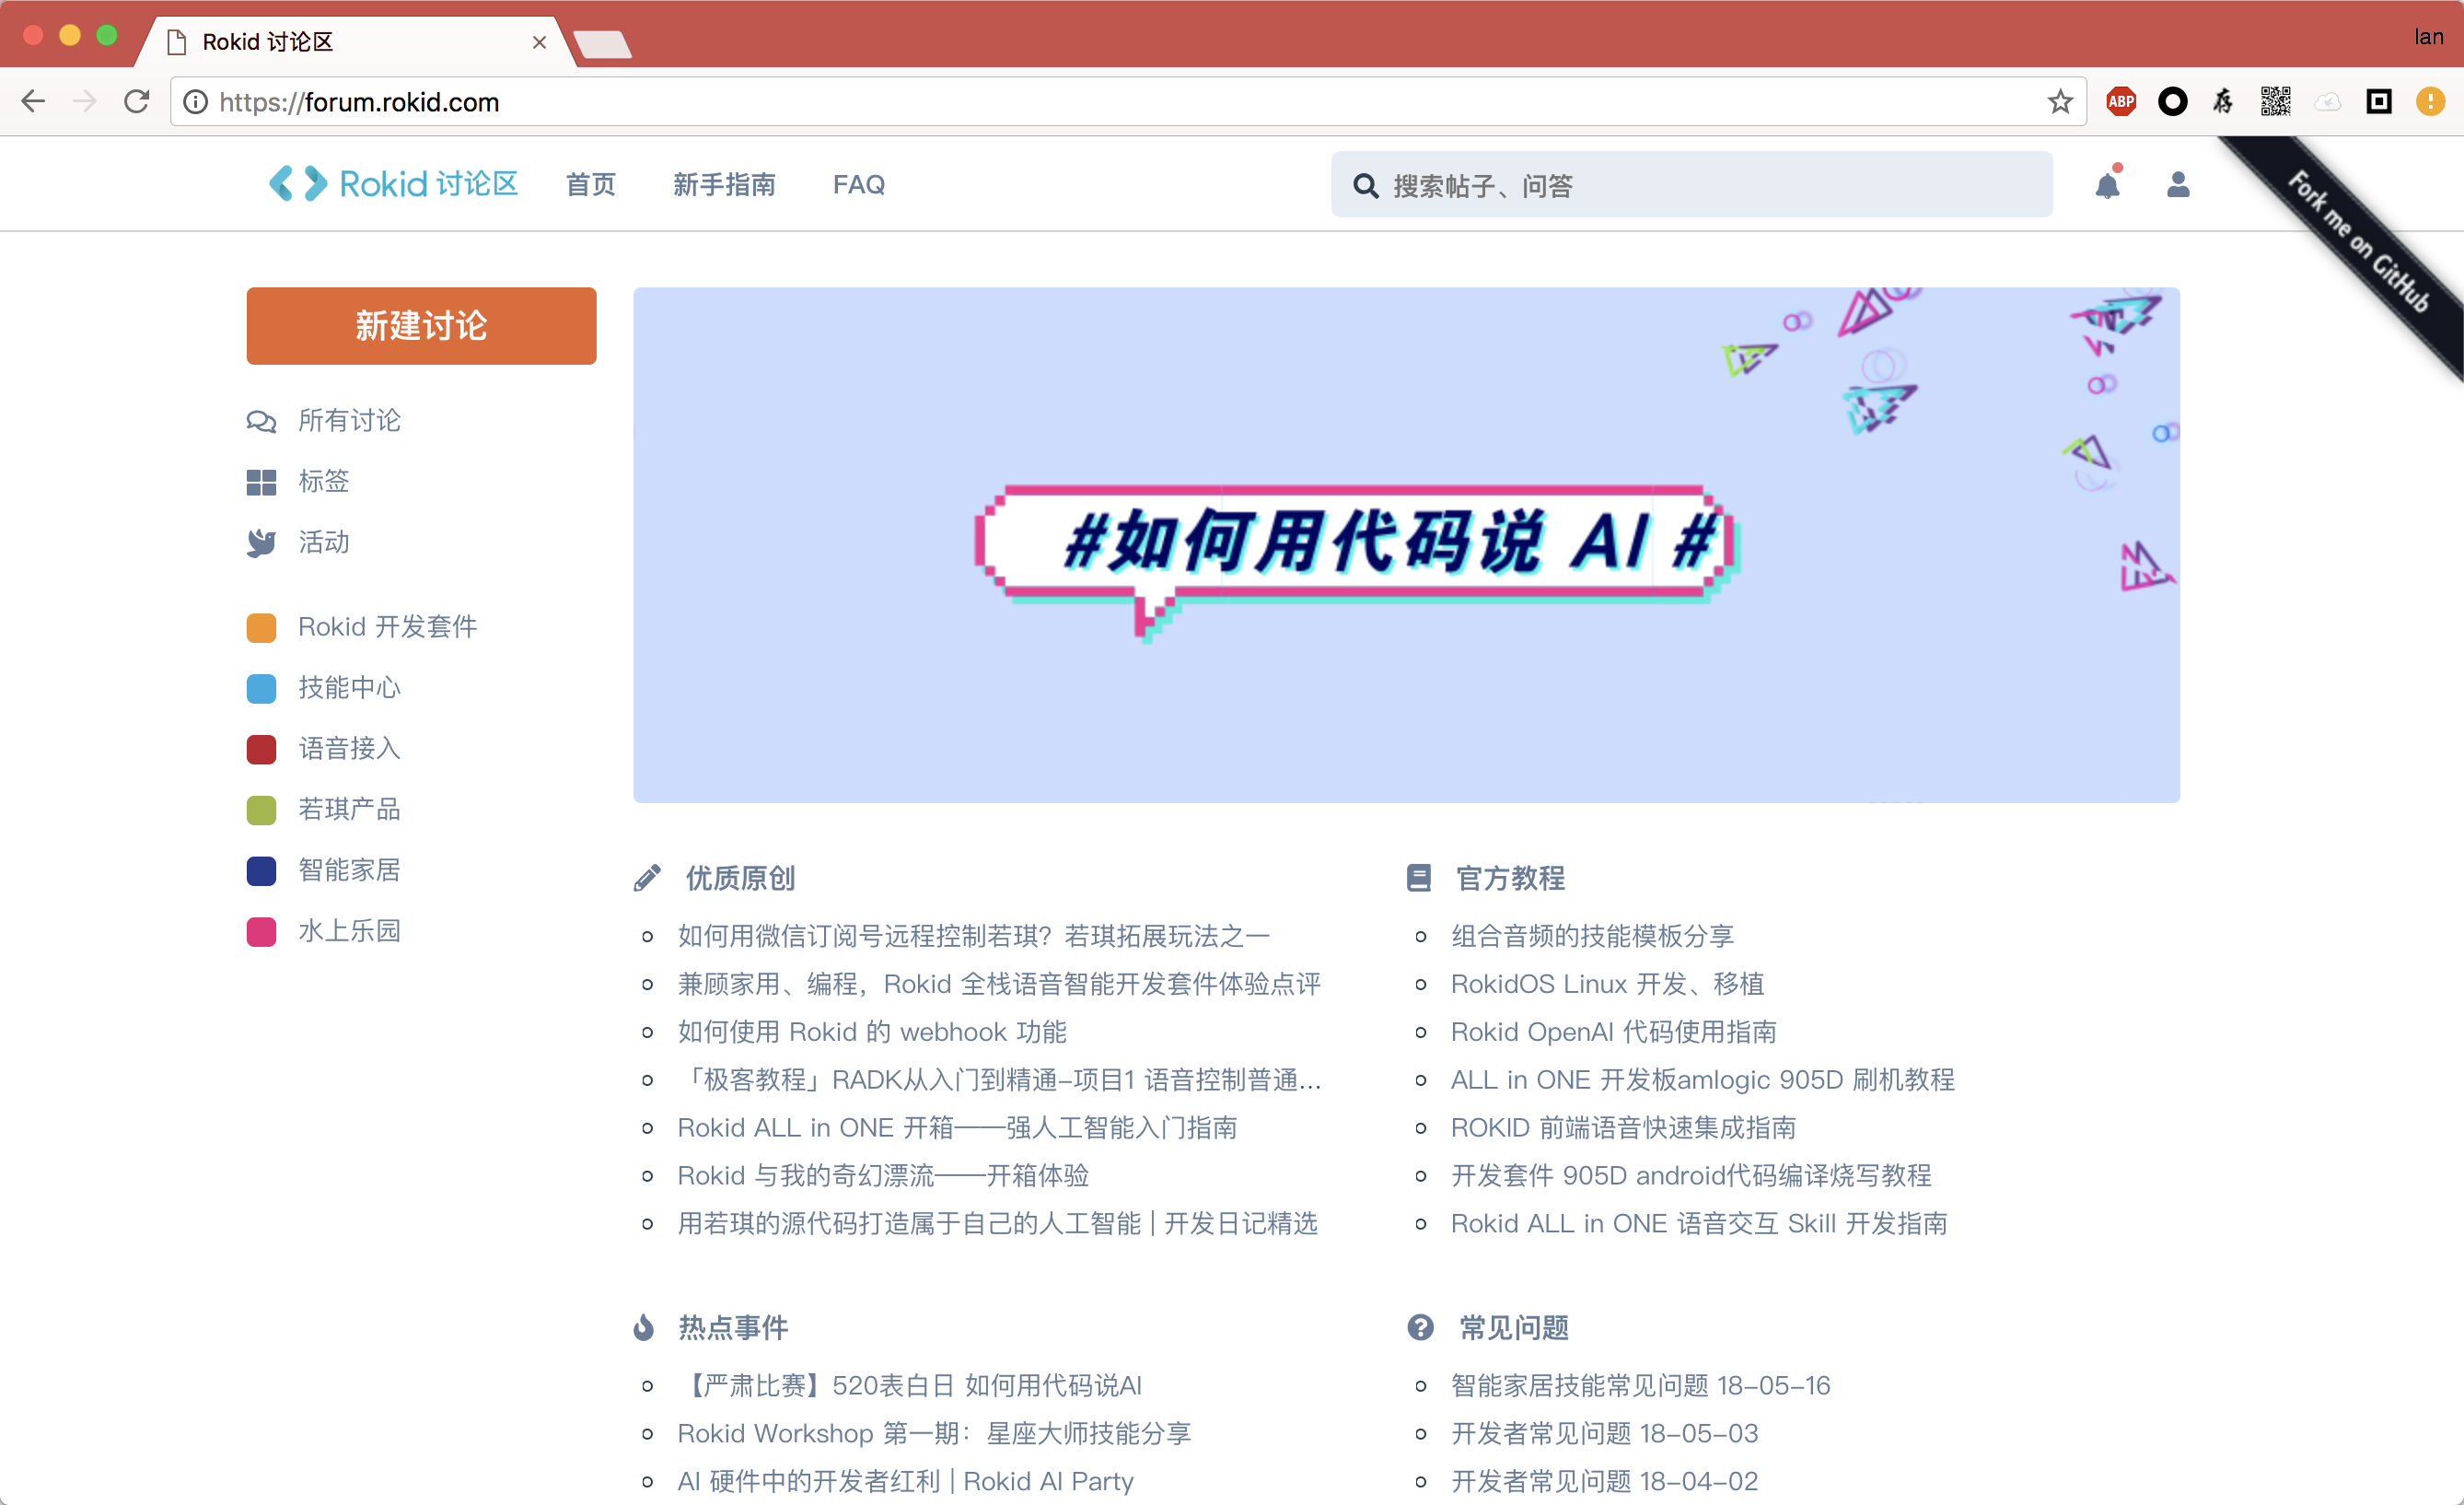 Rokid 讨论区
Ian
https://forum.rokid.com
ABP
存
Rokid 讨论区
首页
新手指南
FAQ
搜索帖子、问答
Fork me on GitHub
新建讨论
所有讨论
标签
活动
Rokid 开发套件
技能中心
语音接入
若琪产品
智能家居
水上乐园
#如何用代码说 AI #
优质原创
如何用微信订阅号远程控制若琪？若琪拓展玩法之一
兼顾家用、编程，Rokid 全栈语音智能开发套件体验点评
如何使用 Rokid 的 webhook 功能
「极客教程」RADK从入门到精通-项目1 语音控制普通...
Rokid ALL in ONE 开箱——强人工智能入门指南
Rokid 与我的奇幻漂流——开箱体验
用若琪的源代码打造属于自己的人工智能 | 开发日记精选
官方教程
组合音频的技能模板分享
RokidOS Linux 开发、移植
Rokid OpenAI 代码使用指南
ALL in ONE 开发板amlogic 905D 刷机教程
ROKID 前端语音快速集成指南
开发套件 905D android代码编译烧写教程
Rokid ALL in ONE 语音交互 Skill 开发指南
热点事件
【严肃比赛】520表白日 如何用代码说AI
Rokid Workshop 第一期：星座大师技能分享
AI 硬件中的开发者红利 | Rokid AI Party
常见问题
智能家居技能常见问题 18-05-16
开发者常见问题 18-05-03
开发者常见问题 18-04-02